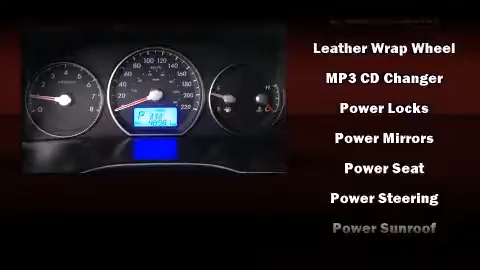 Leather Wrap Wheel
MP3 CD Changer
Power Locks
Power Mirrors
Power Seat
Power Steering
Power Sunroof